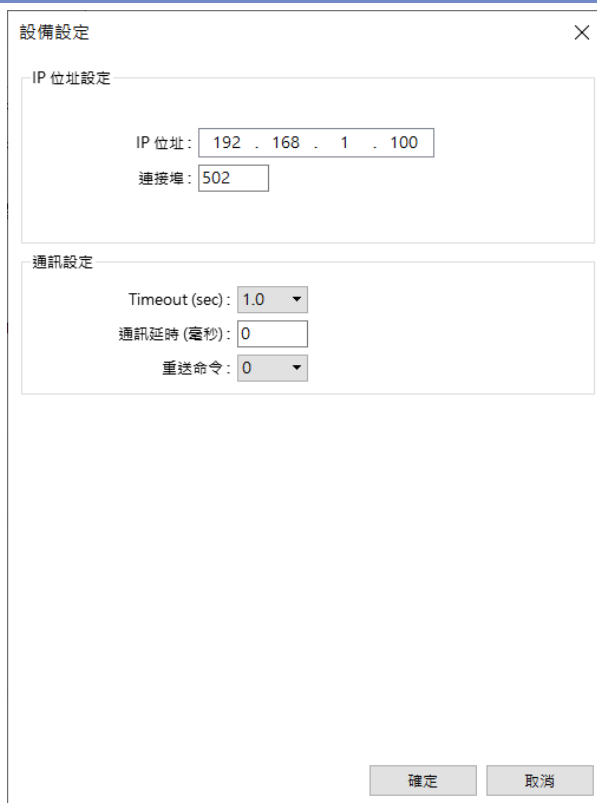 設備設定
IP 位址設定
IP 位址 : 192 . 168 . 1 . 100
連接埠 : 502
通訊設定
Timeout (sec) : 1.0
通訊延時 (毫秒) : 0
重送命令 : 0
確定 取消